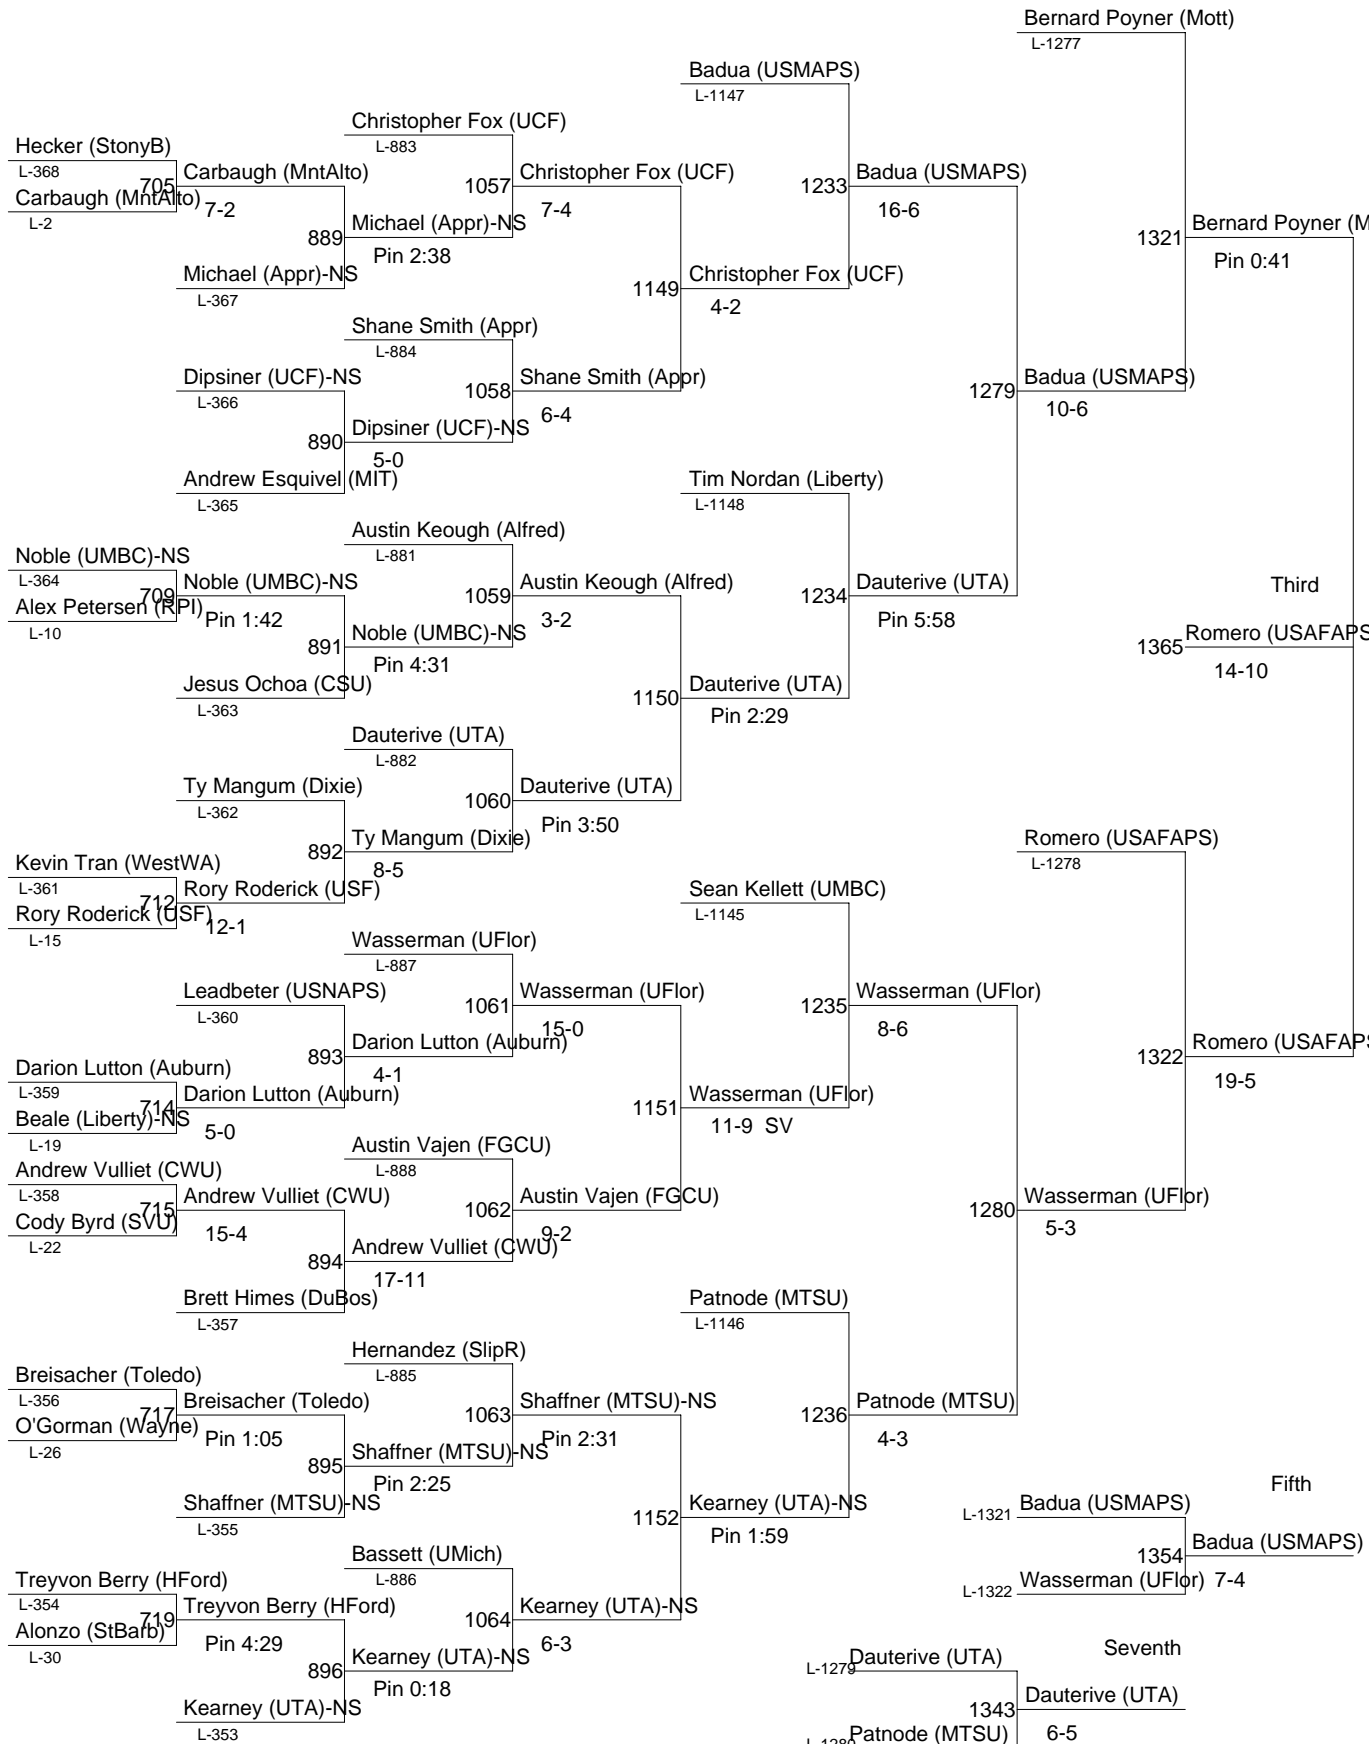 Bernard Poyner (Mott)
L-1277
Badua (USMAPS)
L-1147
Christopher Fox (UCF)
L-883
Hecker (StonyB)
L-368
705
Carbaugh (MntAlto)
L-2
Carbaugh (MntAlto)
7-2
889
Michael (Appr)-NS
Pin 2:38
Michael (Appr)-NS
L-367
1057
Christopher Fox (UCF)
7-4
1233
Badua (USMAPS)
16-6
1321
Bernard Poyner (M
Pin 0:41
1149
Christopher Fox (UCF)
4-2
Shane Smith (Appr)
L-884
Dipsiner (UCF)-NS
L-366
1058
Shane Smith (Appr)
6-4
1279
Badua (USMAPS)
10-6
890
Dipsiner (UCF)-NS
5-0
Andrew Esquivel (MIT)
L-365
Tim Nordan (Liberty)
L-1148
Austin Keough (Alfred)
L-881
Noble (UMBC)-NS
L-364
709
Alex Petersen (RPI)
L-10
Noble (UMBC)-NS
Pin 1:42
1059
Austin Keough (Alfred)
3-2
1234
Dauterive (UTA)
Pin 5:58
Third
891
Noble (UMBC)-NS
Pin 4:31
1365
Romero (USAFAPS
14-10
Jesus Ochoa (CSU)
L-363
1150
Dauterive (UTA)
Pin 2:29
Dauterive (UTA)
L-882
Ty Mangum (Dixie)
L-362
1060
Dauterive (UTA)
Pin 3:50
892
Ty Mangum (Dixie)
8-5
Romero (USAFAPS)
L-1278
Kevin Tran (WestWA)
L-361
712
Rory Roderick (USF)
L-15
Rory Roderick (USF)
12-1
Sean Kellett (UMBC)
L-1145
Wasserman (UFlor)
L-887
Leadbeter (USNAPS)
L-360
1061
Wasserman (UFlor)
15-0
1235
Wasserman (UFlor)
8-6
893
Darion Lutton (Auburn)
4-1
1322
Romero (USAFAPS
19-5
Darion Lutton (Auburn)
L-359
714
Beale (Liberty)-NS
L-19
Darion Lutton (Auburn)
5-0
1151
Wasserman (UFlor)
11-9 SV
Austin Vajen (FGCU)
L-888
Andrew Vulliet (CWU)
L-358
715
Cody Byrd (SVU)
L-22
Andrew Vulliet (CWU)
15-4
1062
Austin Vajen (FGCU)
9-2
1280
Wasserman (UFlor)
5-3
894
Andrew Vulliet (CWU)
17-11
Brett Himes (DuBos)
L-357
Patnode (MTSU)
L-1146
Hernandez (SlipR)
L-885
Breisacher (Toledo)
L-356
717
O'Gorman (Wayne)
L-26
Breisacher (Toledo)
Pin 1:05
1063
Shaffner (MTSU)-NS
Pin 2:31
1236
Patnode (MTSU)
4-3
895
Shaffner (MTSU)-NS
Pin 2:25
Shaffner (MTSU)-NS
L-355
1152
Kearney (UTA)-NS
Pin 1:59
Fifth
L-1321
Badua (USMAPS)
1354
Badua (USMAPS)
7-4
L-1322
Wasserman (UFlor)
Bassett (UMich)
L-886
Treyvon Berry (HFord)
L-354
719
Alonzo (StBarb)
L-30
Treyvon Berry (HFord)
Pin 4:29
1064
Kearney (UTA)-NS
6-3
896
Kearney (UTA)-NS
Pin 0:18
Kearney (UTA)-NS
L-353
Seventh
L-1279
Dauterive (UTA)
1343
Dauterive (UTA)
6-5
L-1280
Patnode (MTSU)